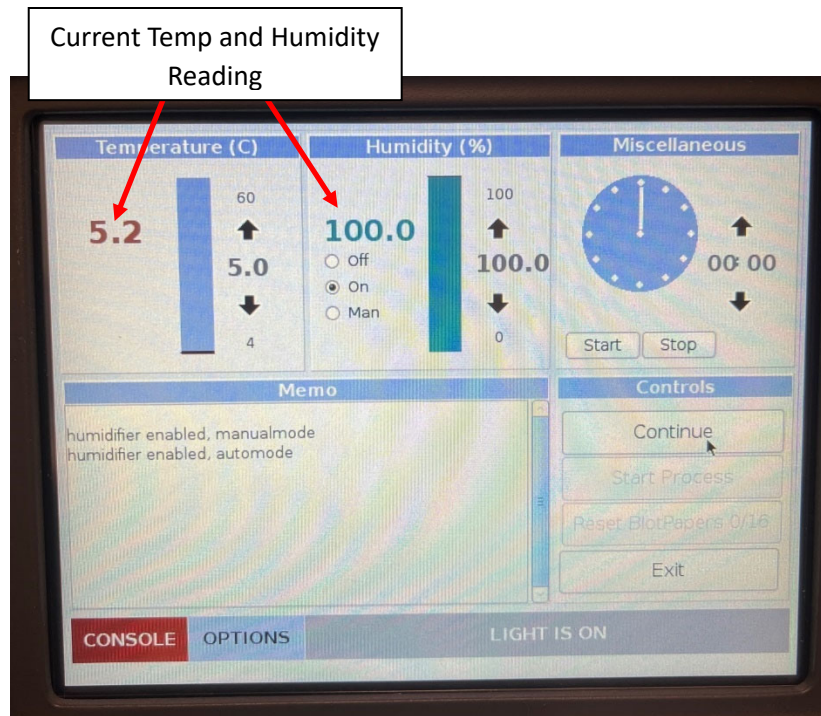 Current Temp and Humidity
Reading
Temperature (C)
60
5.2
5.0
4
Humidity (%)
100
100.0
Off
100.0
On
Man
0
Miscellaneous
00:00
Start Stop
Memo
humidifier enabled, manualmode
humidifier enabled, automode
Controls
Continue
Start Process
Reset BlotPapers 0/16
Exit
CONSOLE OPTIONS LIGHT IS ON